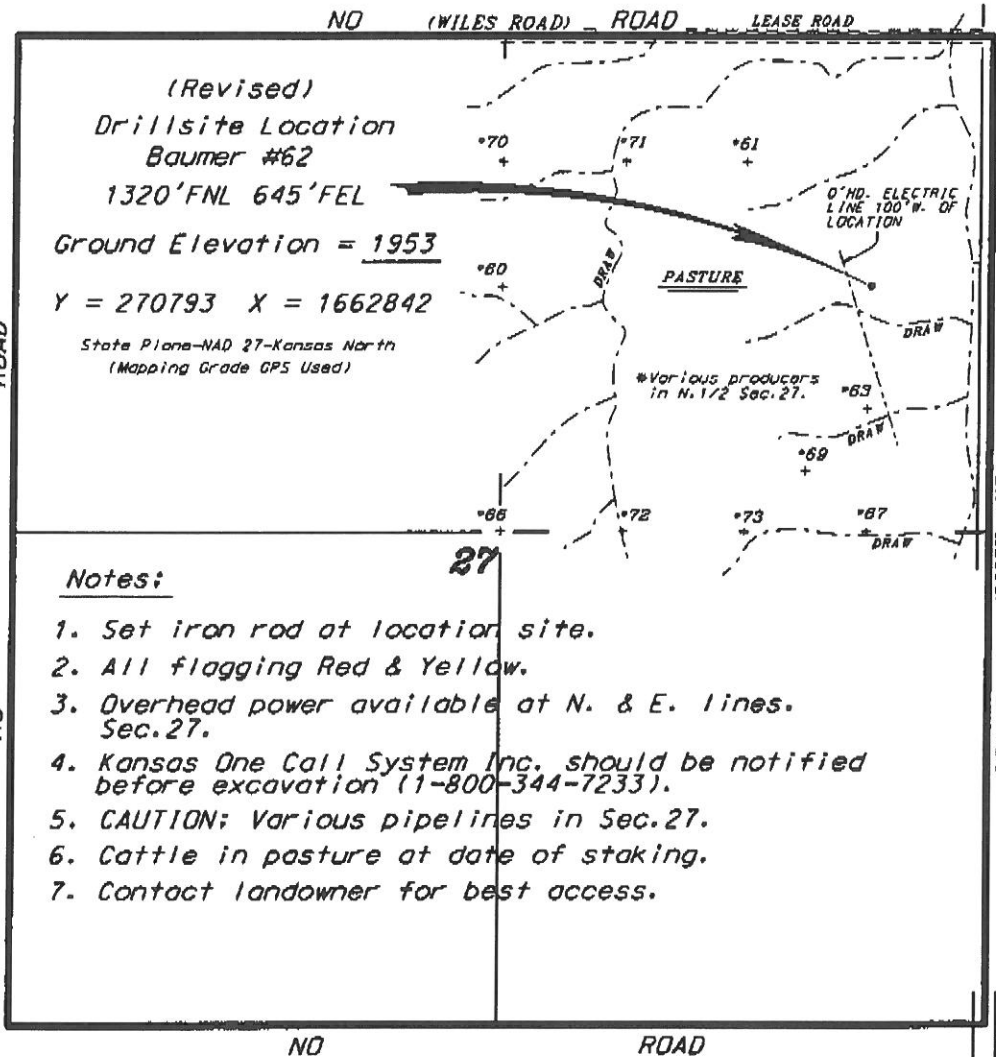 NO (WILES ROAD) ROAD LEASE ROAD
(Revised)
Drillsite Location
Baumer #62
1320'FNL 645'FEL
Ground Elevation = 1953
Y = 270793 X = 1662842
State Plane-NAD 27-Kansas North
(Mapping Grade GPS Used)
*70
*71
*61
O'HD. ELECTRIC
LINE 100'W. OF
LOCATION
*60
DRAW
PASTURE
DRAW
*Various producers
in N.1/2 Sec.27.
*63
DRAW
*69
*66
*72
*73
*67
DRAW
27
ROAD
Notes:
1. Set iron rod at location site.
2. All flagging Red & Yellow.
3. Overhead power available at N. & E. lines.
Sec.27.
4. Kansas One Call System Inc. should be notified
before excavation (1-800-344-7233).
5. CAUTION: Various pipelines in Sec.27.
6. Cattle in pasture at date of staking.
7. Contact landowner for best access.
NO ROAD